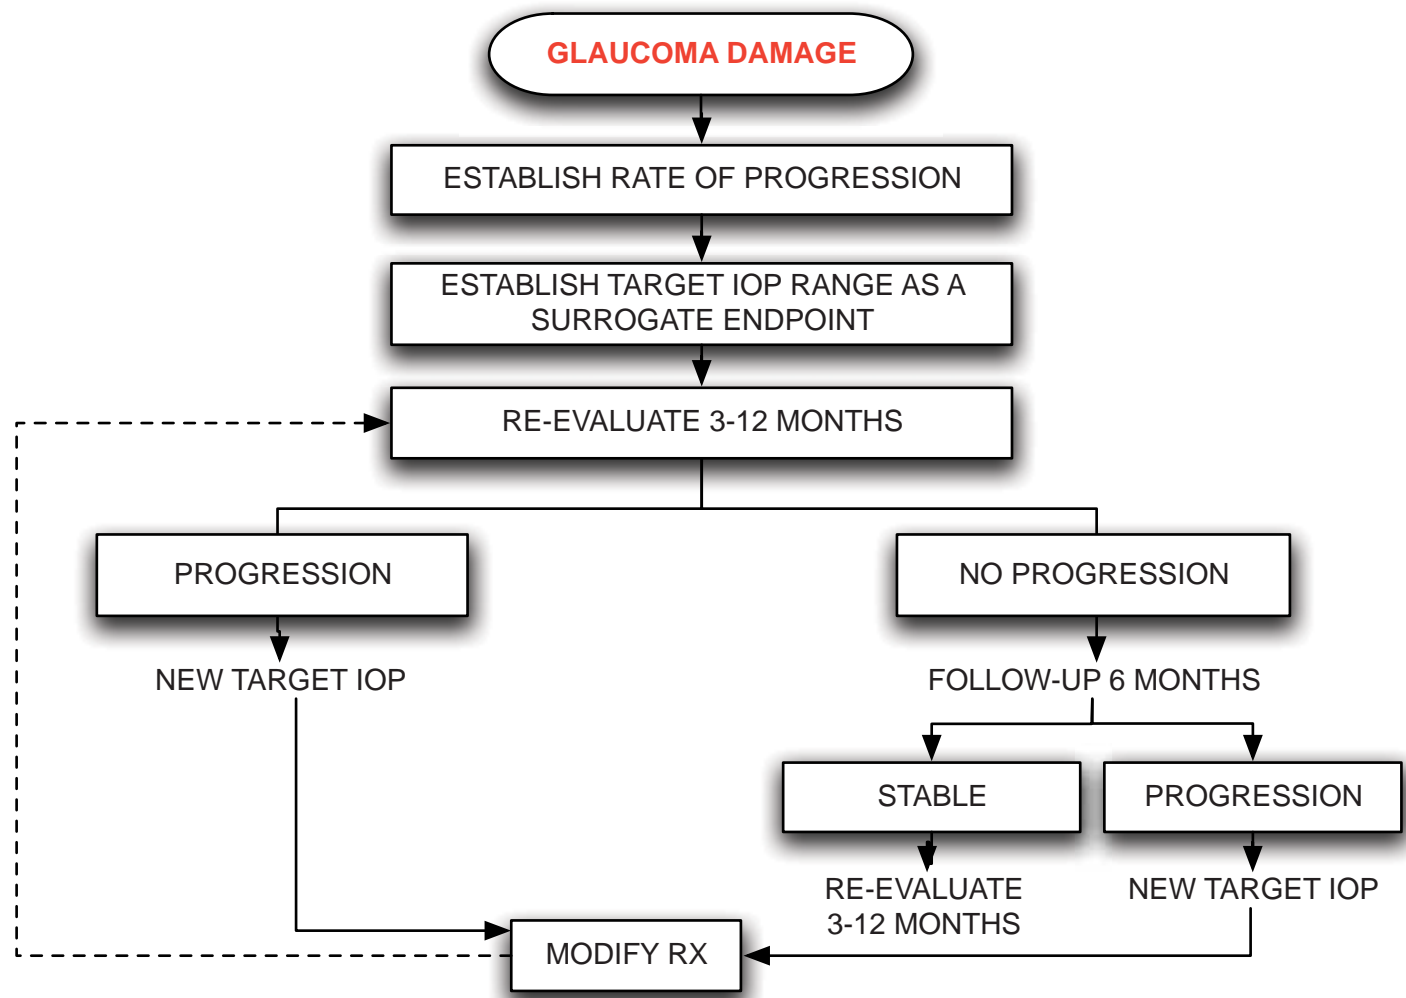 GLAUCOMA DAMAGE
ESTABLISH RATE OF PROGRESSION
ESTABLISH TARGET IOP RANGE AS A
SURROGATE ENDPOINT
RE-EVALUATE 3-12 MONTHS
PROGRESSION
NO PROGRESSION
NEW TARGET IOP
FOLLOW-UP 6 MONTHS
STABLE
PROGRESSION
RE-EVALUATE
3-12 MONTHS
NEW TARGET IOP
MODIFY RX